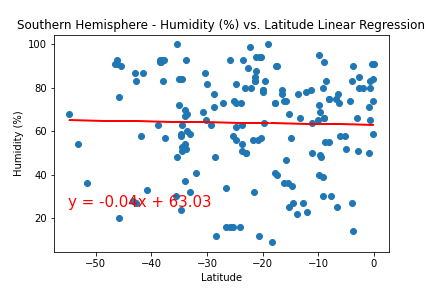 Southern Hemisphere - Humidity (%) vs. Latitude Linear Regression
100
80
60
40
20
Humidity (%)
y = -0.04x + 63.03
−50
−40
−30
−20
−10
0
Latitude